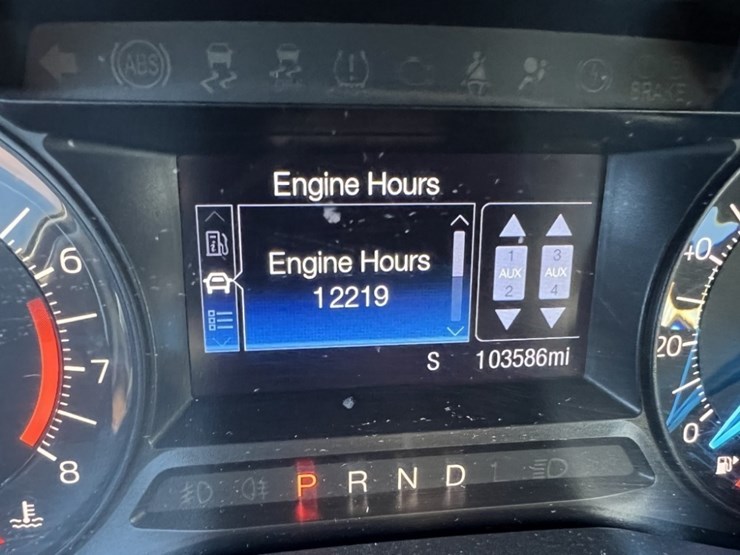 ABS
BRAKE
Engine Hours
Engine Hours
12219
1 3
AUX AUX
2 4
S 103586mi
6
7
8
40
20
0
P R N D 1